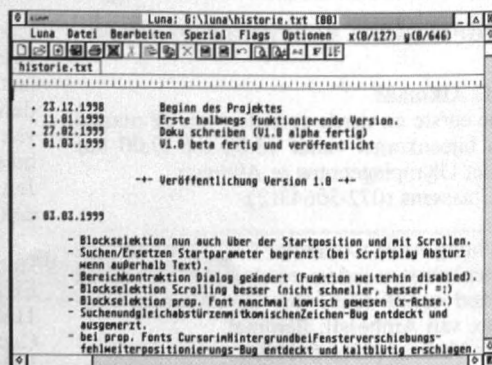 Luna: G:\luna\historie.txt [80]
Luna Datei Bearbeiten Spezial Flags Optionen x(0/127) y(0/646)
historie.txt
- 23.12.1998 Beginn des Projektes
- 11.01.1999 Erste halbwegs funktionierende Version.
- 27.02.1999 Doku schreiben (V1.0 alpha fertig)
- 01.03.1999 V1.0 beta fertig und veröffentlicht
--- Veröffentlichung Version 1.0 ---
- 03.03.1999
- Blockselektion nun auch über der Startposition und mit Scrollen.
- Suchen/Ersetzen Startparameter begrenzt (bei Scriptplay Absturz
wenn außerhalb Text).
- Bereichkontraktion Dialog geändert (Funktion weiterhin disabled).
- Blockselektion Scrolling besser (nicht schneller, besser! =:)
- Blockselektion prop. Font manchmal komisch gewesen (x-Achse.)
- SuchenundgleichabstürzenmitkomischenZeichen-Bug entdeckt und
ausgemerzt.
- bei prop. Fonts CursorimHintergrundbeiFensterverschiebungs-
fehlweiterpositionierungs-Bug entdeckt und kaltblütig erschlagen.